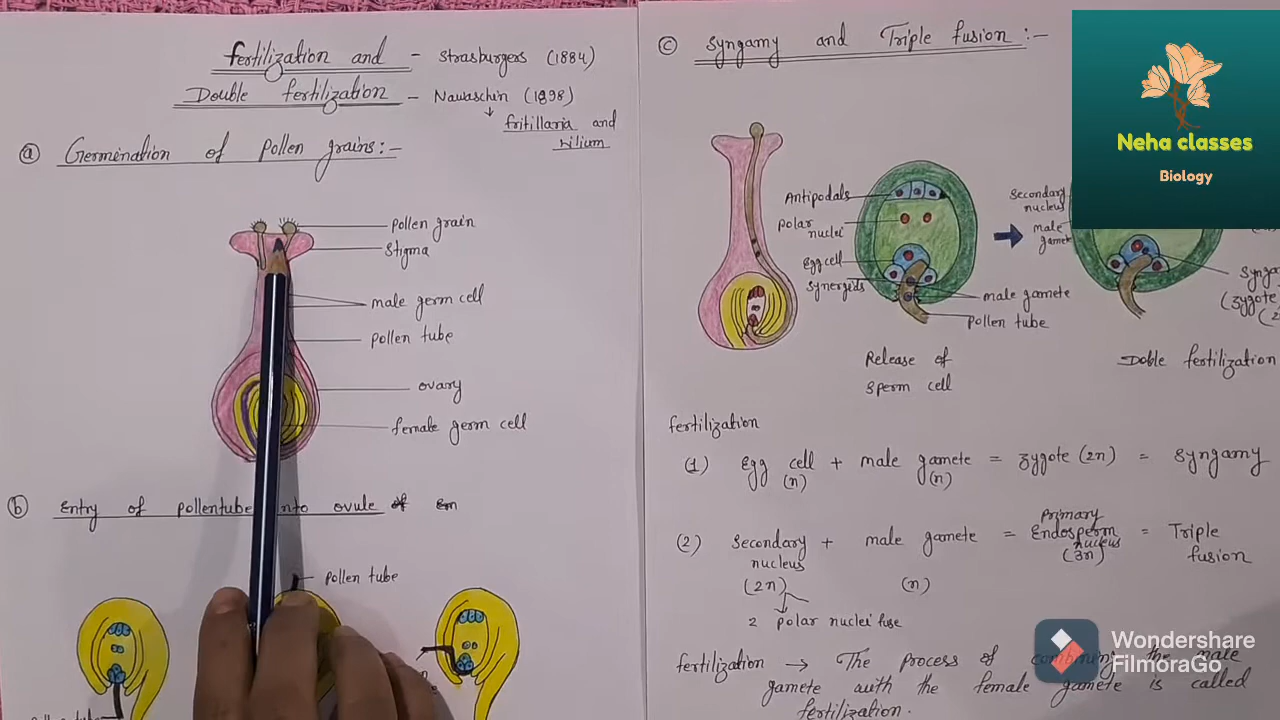 Fertilization and - Strasburgers (1884)
Double fertilization - Nawaschin (1898)
fritillaria and
Lilium
(a) Germination of Pollen grains:-
Pollen grain
Stigma
male germ cell
pollen tube
ovary
female germ cell
(b) Entry of pollentube into ovule
Pollen tube
(c) Syngamy and Triple fusion:-
Antipodals
polar nuclei
Egg cell
Synergids
male gamete
Pollen tube
Release of
sperm cell
Secondary
nucleus
male
Doble fertilization
fertilization
(1) Egg cell + male gamete = zygote (2n) = Syngamy
(n) (n)
(2) Secondary nucleus + male gamete = Primary Endosperm nucleus = Triple fusion
(2n) (n) (3n)
2 polar nuclei fuse
fertilization → The process of combining the male
gamete with the female gamete is called
fertilization.
Neha classes
Biology
Wondershare
FilmoraGo